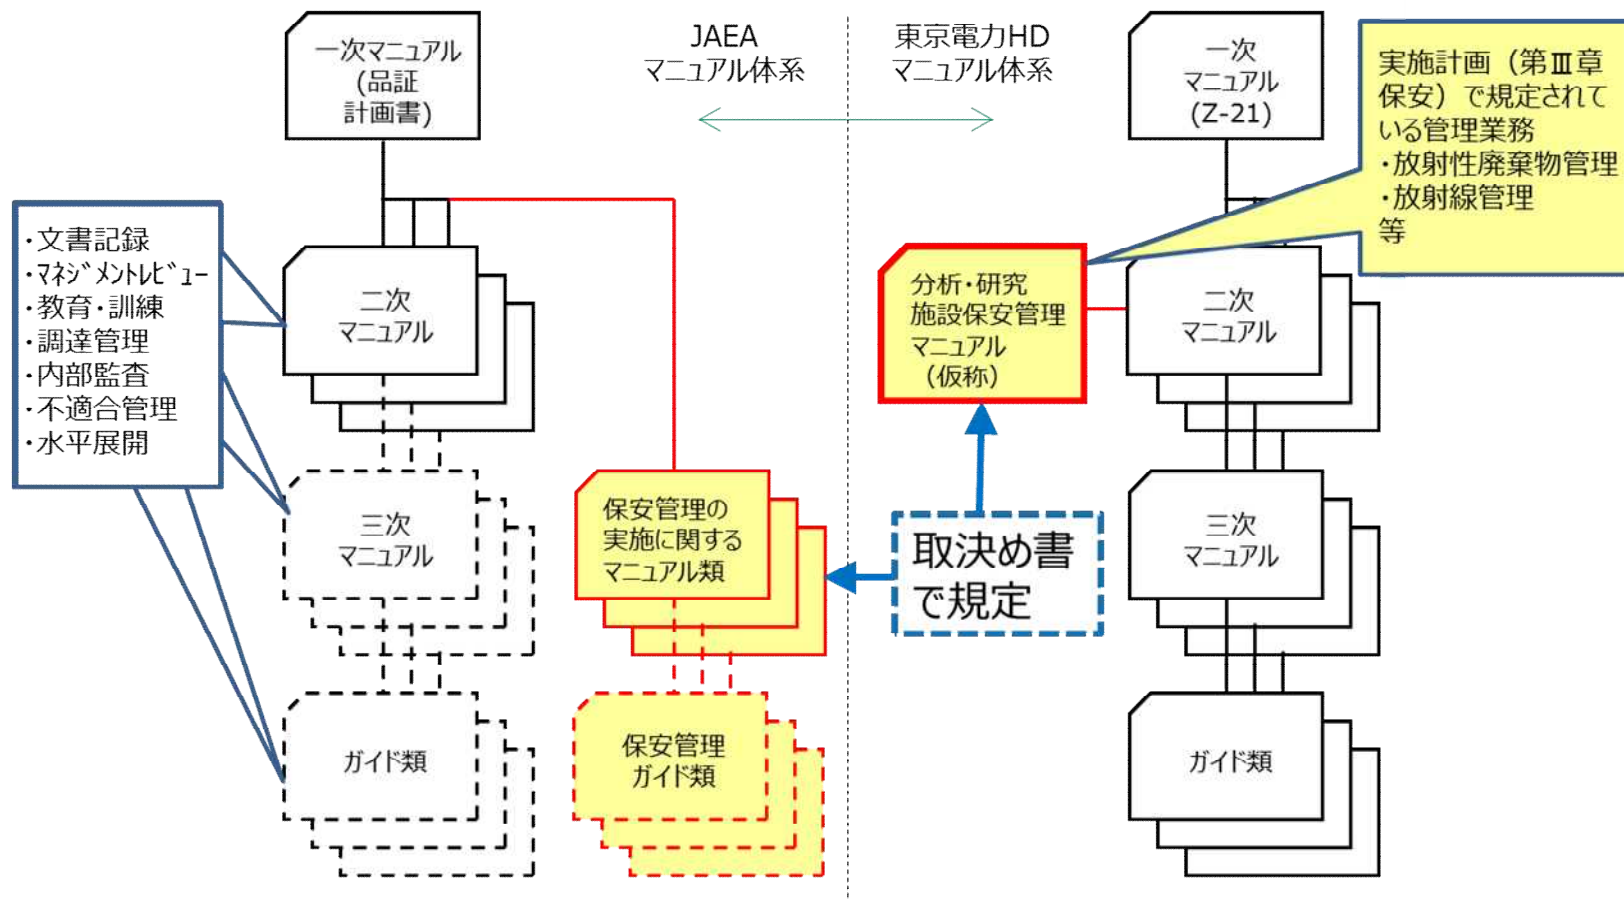 一次マニュアル
(品証
計画書)
JAEA
マニュアル体系
東京電力HD
マニュアル体系
一次
マニュアル
(Z-21)
実施計画（第Ⅲ章
保安）で規定されて
いる管理業務
・放射性廃棄物管理
・放射線管理
等
・文書記録
・ﾏﾈｼﾞﾒﾝﾄﾚﾋﾞｭｰ
・教育・訓練
・調達管理
・内部監査
・不適合管理
・水平展開
二次
マニュアル
分析・研究
施設保安管理
マニュアル
（仮称）
二次
マニュアル
三次
マニュアル
保安管理の
実施に関する
マニュアル類
取決め書
で規定
三次
マニュアル
ガイド類
保安管理
ガイド類
ガイド類